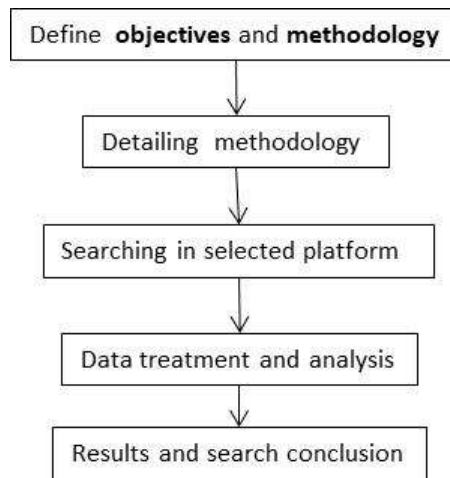 Define objectives and methodology
Detailing methodology
Searching in selected platform
Data treatment and analysis
Results and search conclusion